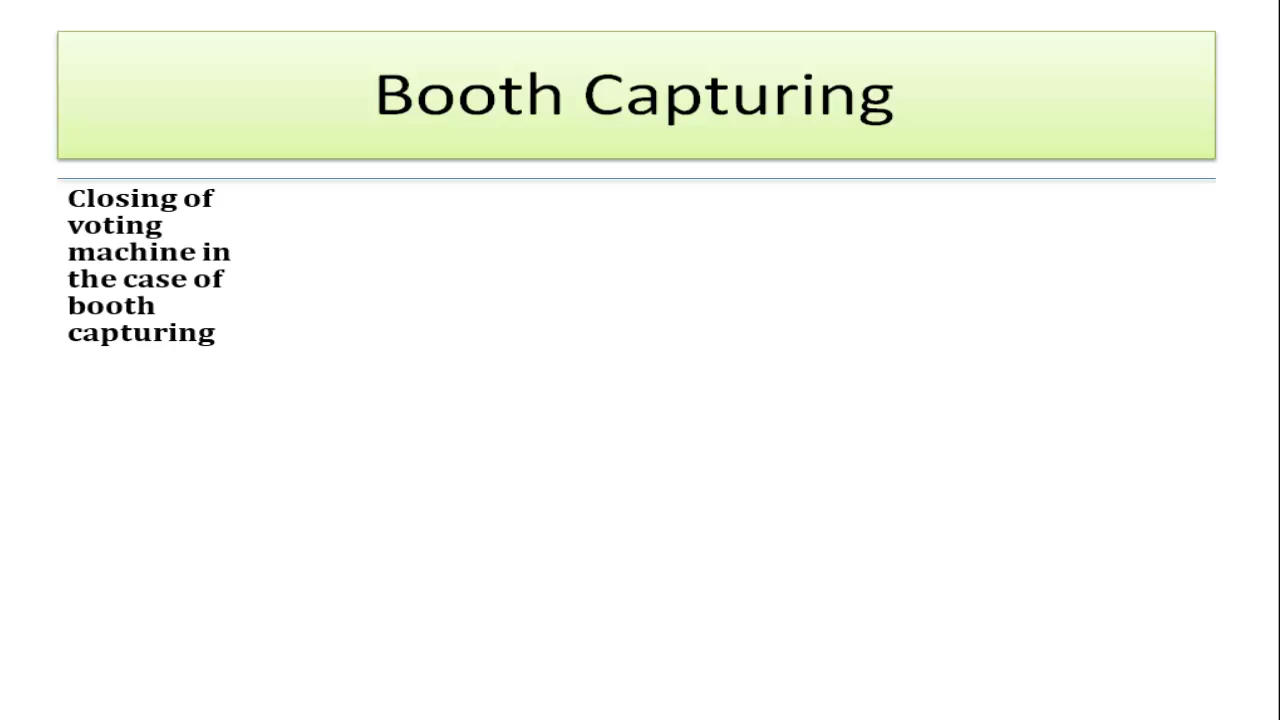 Booth Capturing
Closing of
voting
machine in
the case of
booth
capturing